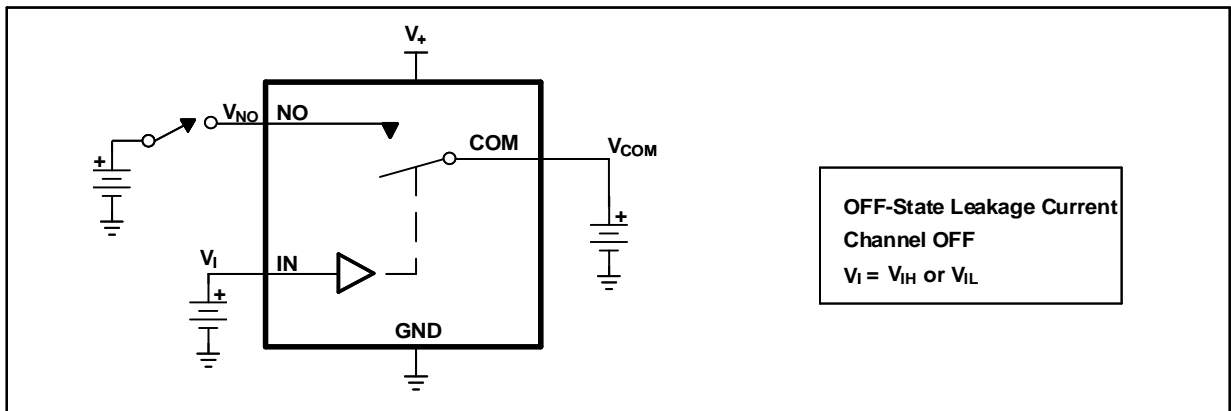 V+
VNO NO
+
COM VCOM
+
VI IN
+
GND
OFF-State Leakage Current
Channel OFF
VI = VIH or VIL